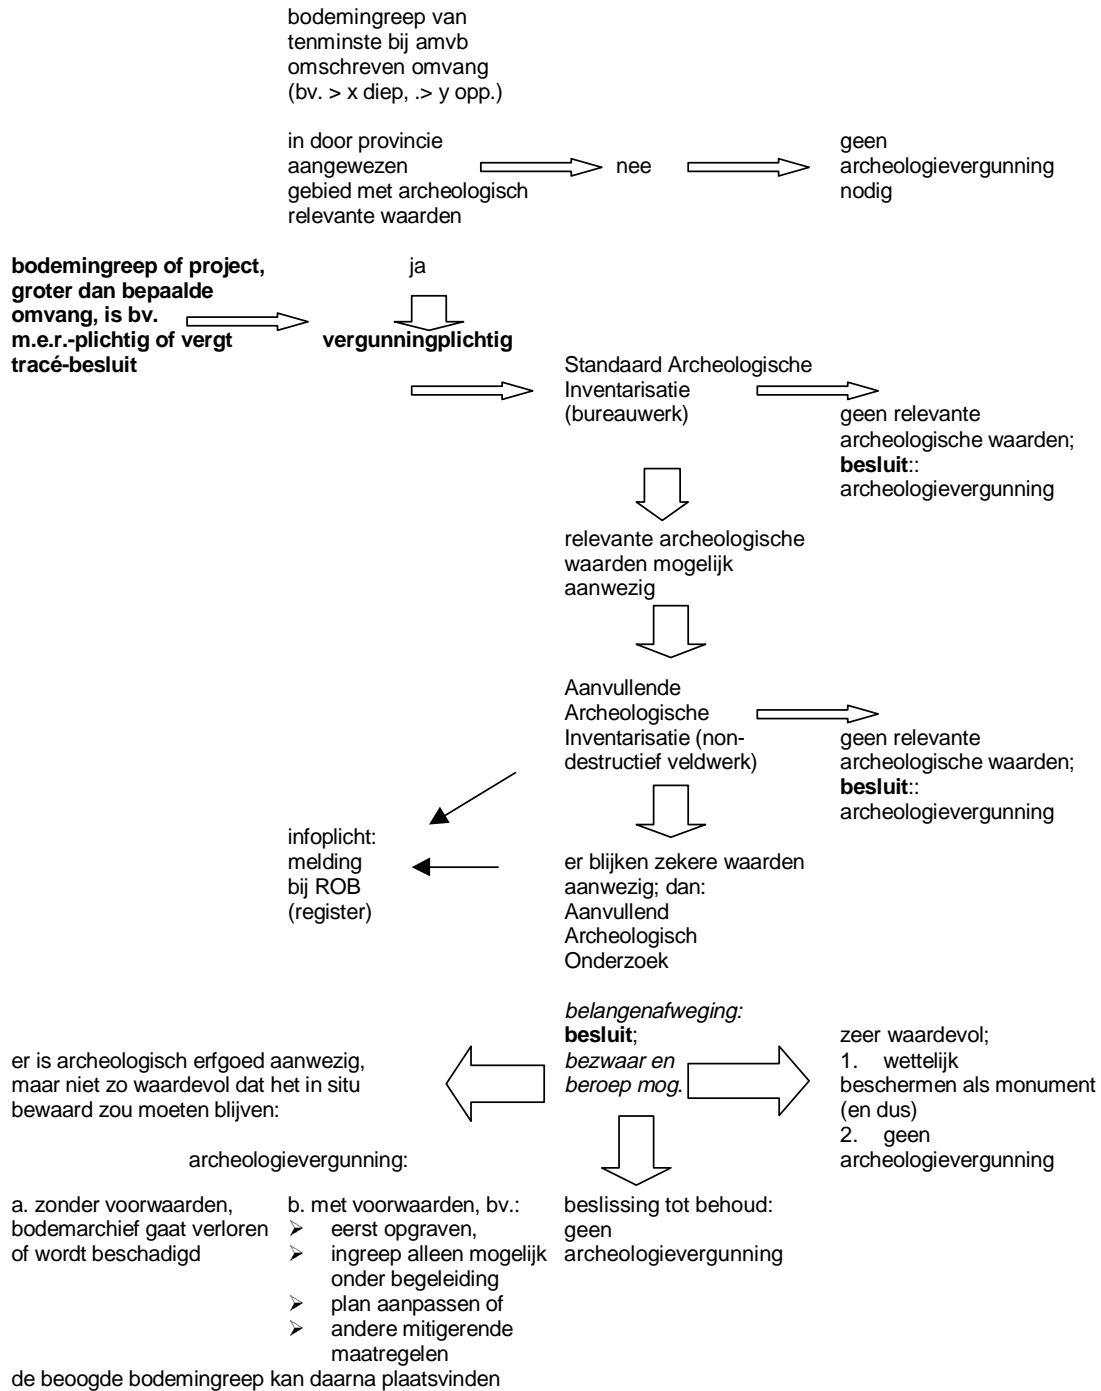 bodemingreep van
tenminste bij amvb
omschreven omvang
(bv. > x diep, .> y opp.)
in door provincie
aangewezen
gebied met archeologisch
relevante waarden
nee
geen
archeologievergunning
nodig
bodemingreep of project,
groter dan bepaalde
omvang, is bv.
m.e.r.-plichtig of vergt
tracé-besluit
ja
vergunningplichtig
Standaard Archeologische
Inventarisatie
(bureauwerk)
geen relevante
archeologische waarden;
besluit::
archeologievergunning
relevante archeologische
waarden mogelijk
aanwezig
Aanvullende
Archeologische
Inventarisatie (non-
destructief veldwerk)
geen relevante
archeologische waarden;
besluit::
archeologievergunning
infoplicht:
melding
bij ROB
(register)
er blijken zekere waarden
aanwezig; dan:
Aanvullend
Archeologisch
Onderzoek
belangenafweging:
besluit;
bezwaar en
beroep mog.
er is archeologisch erfgoed aanwezig,
maar niet zo waardevol dat het in situ
bewaard zou moeten blijven:
zeer waardevol;
1. wettelijk
beschermen als monument
(en dus)
2. geen
archeologievergunning
archeologievergunning:
a. zonder voorwaarden,
bodemarchief gaat verloren
of wordt beschadigd
b. met voorwaarden, bv.:
➢ eerst opgraven,
➢ ingreep alleen mogelijk
onder begeleiding
➢ plan aanpassen of
➢ andere mitigerende
maatregelen
beslissing tot behoud:
geen
archeologievergunning
de beoogde bodemingreep kan daarna plaatsvinden